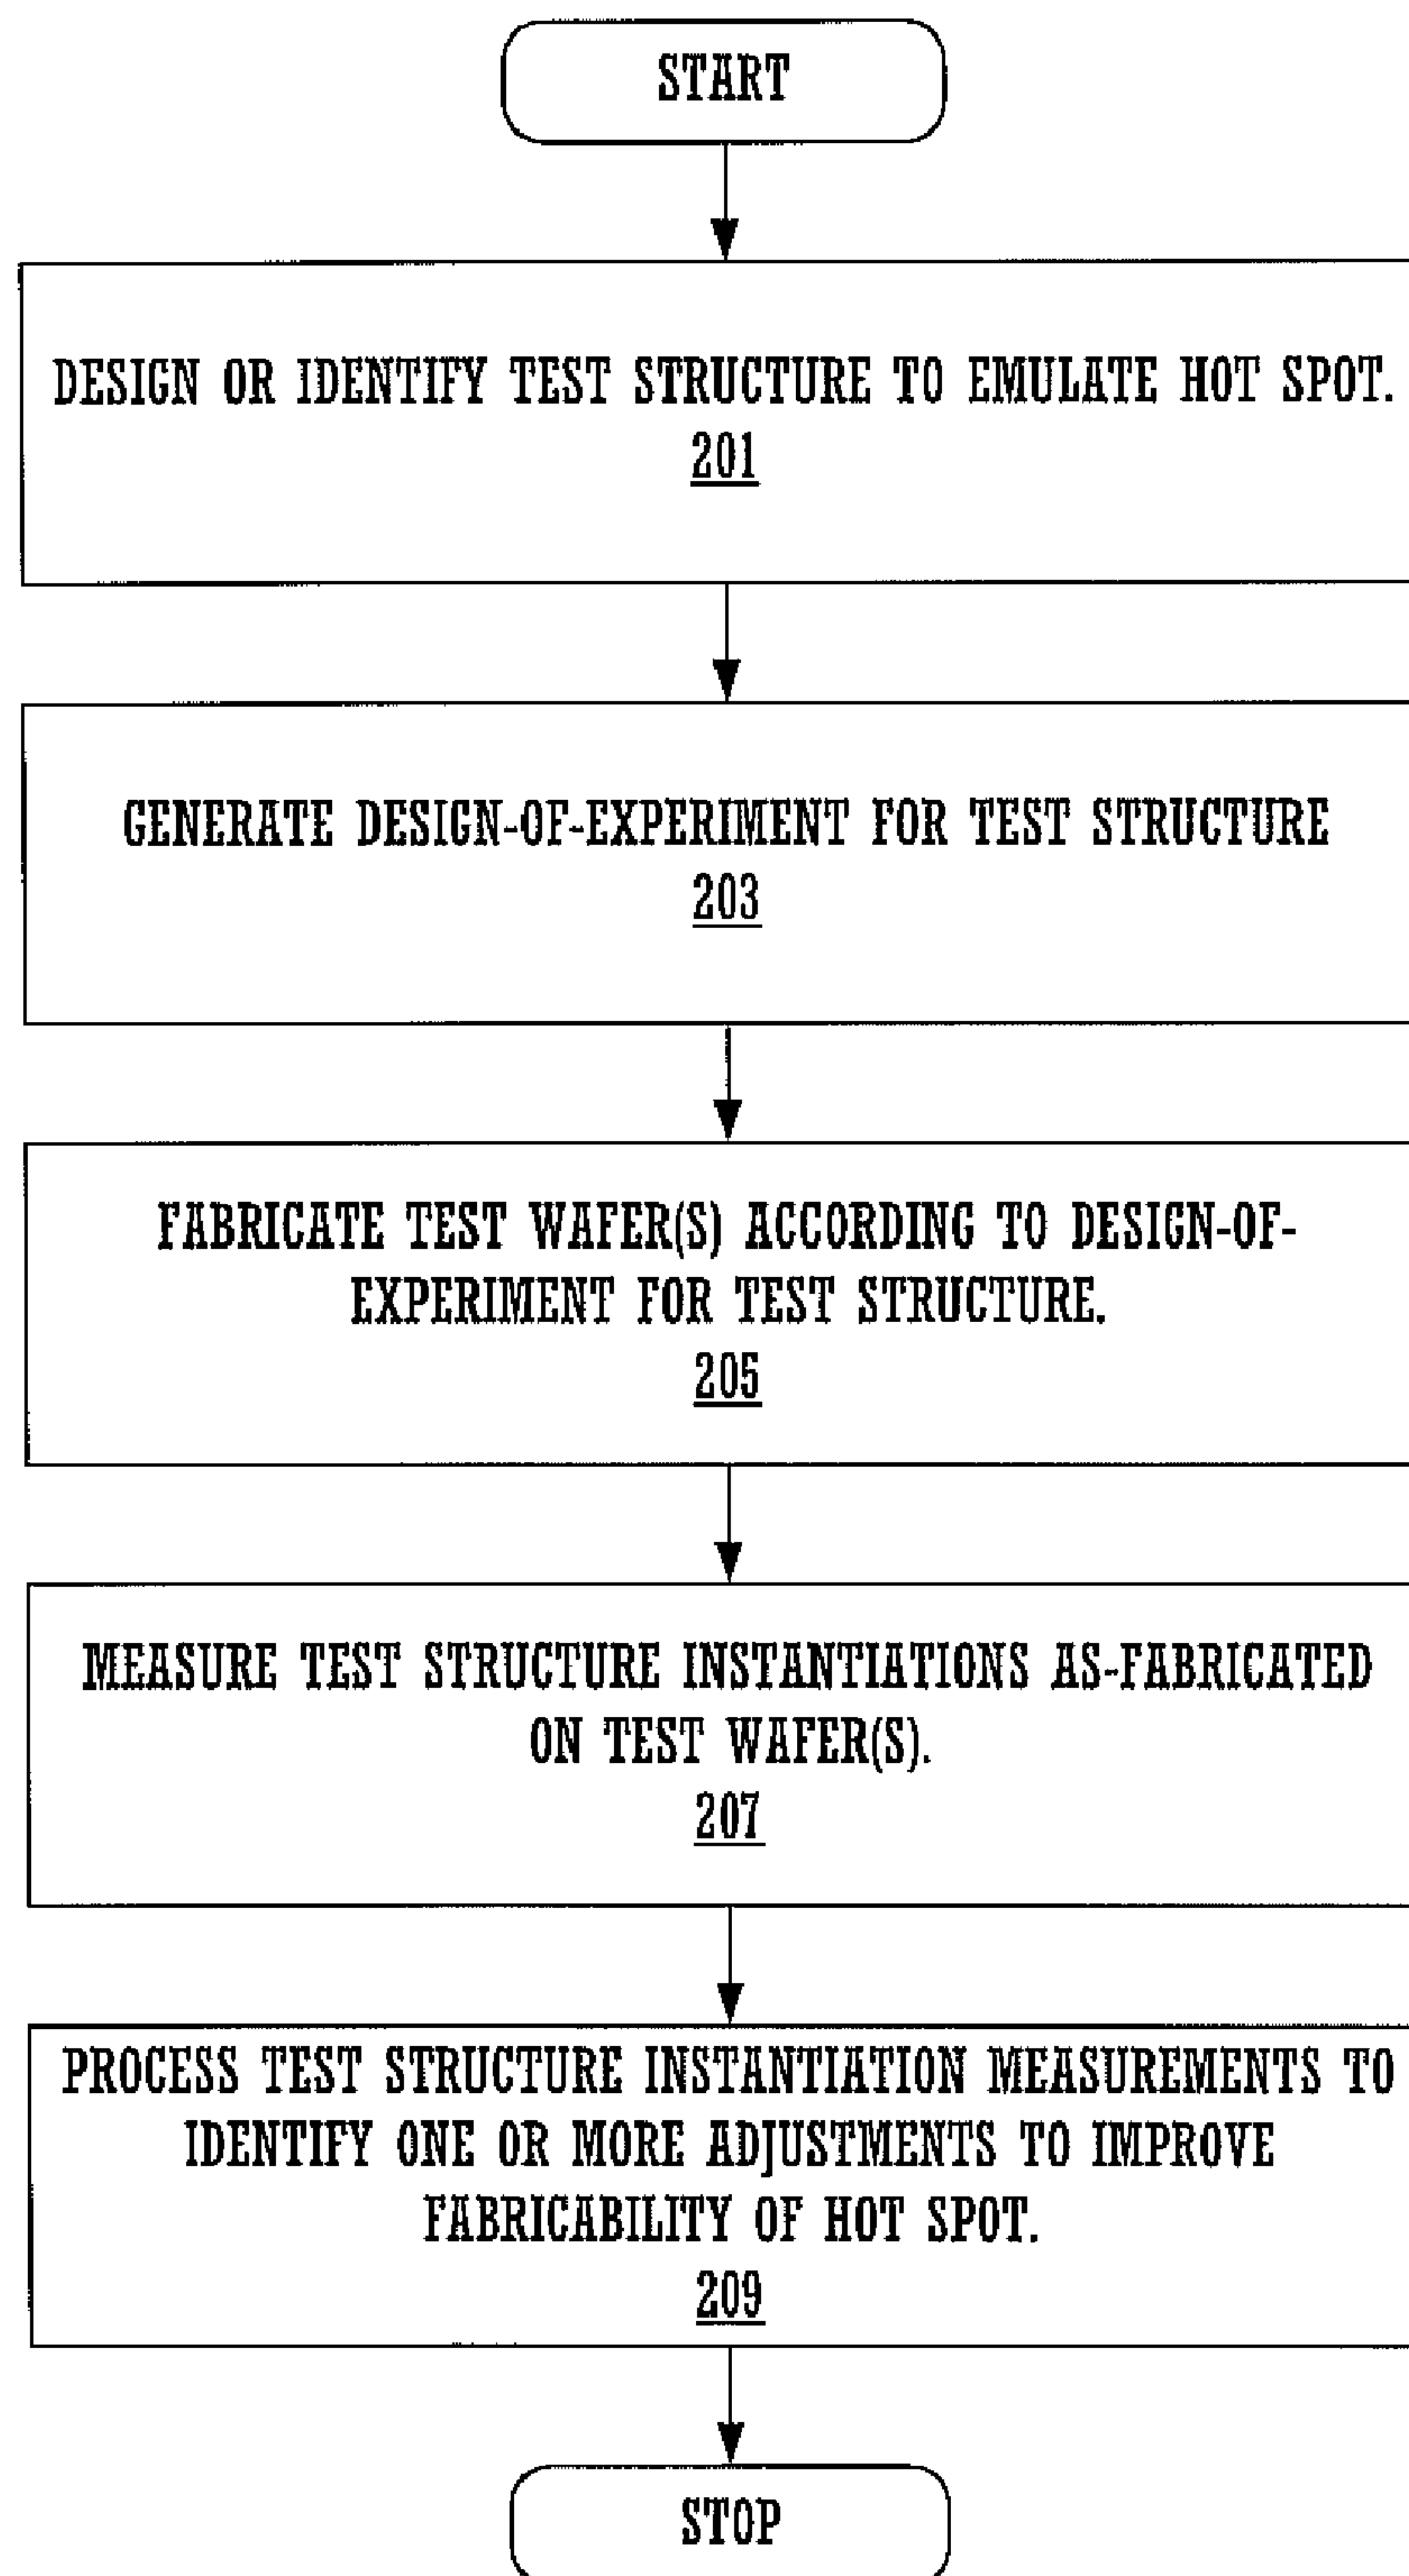 START
DESIGN OR IDENTIFY TEST STRUCTURE TO EMULATE HOT SPOT.
201
GENERATE DESIGN-OF-EXPERIMENT FOR TEST STRUCTURE
203
FABRICATE TEST WAFER(S) ACCORDING TO DESIGN-OF-
EXPERIMENT FOR TEST STRUCTURE.
205
MEASURE TEST STRUCTURE INSTANTIATIONS AS-FABRICATED
ON TEST WAFER(S).
207
PROCESS TEST STRUCTURE INSTANTIATION MEASUREMENTS TO
IDENTIFY ONE OR MORE ADJUSTMENTS TO IMPROVE
FABRICABILITY OF HOT SPOT.
209
STOP